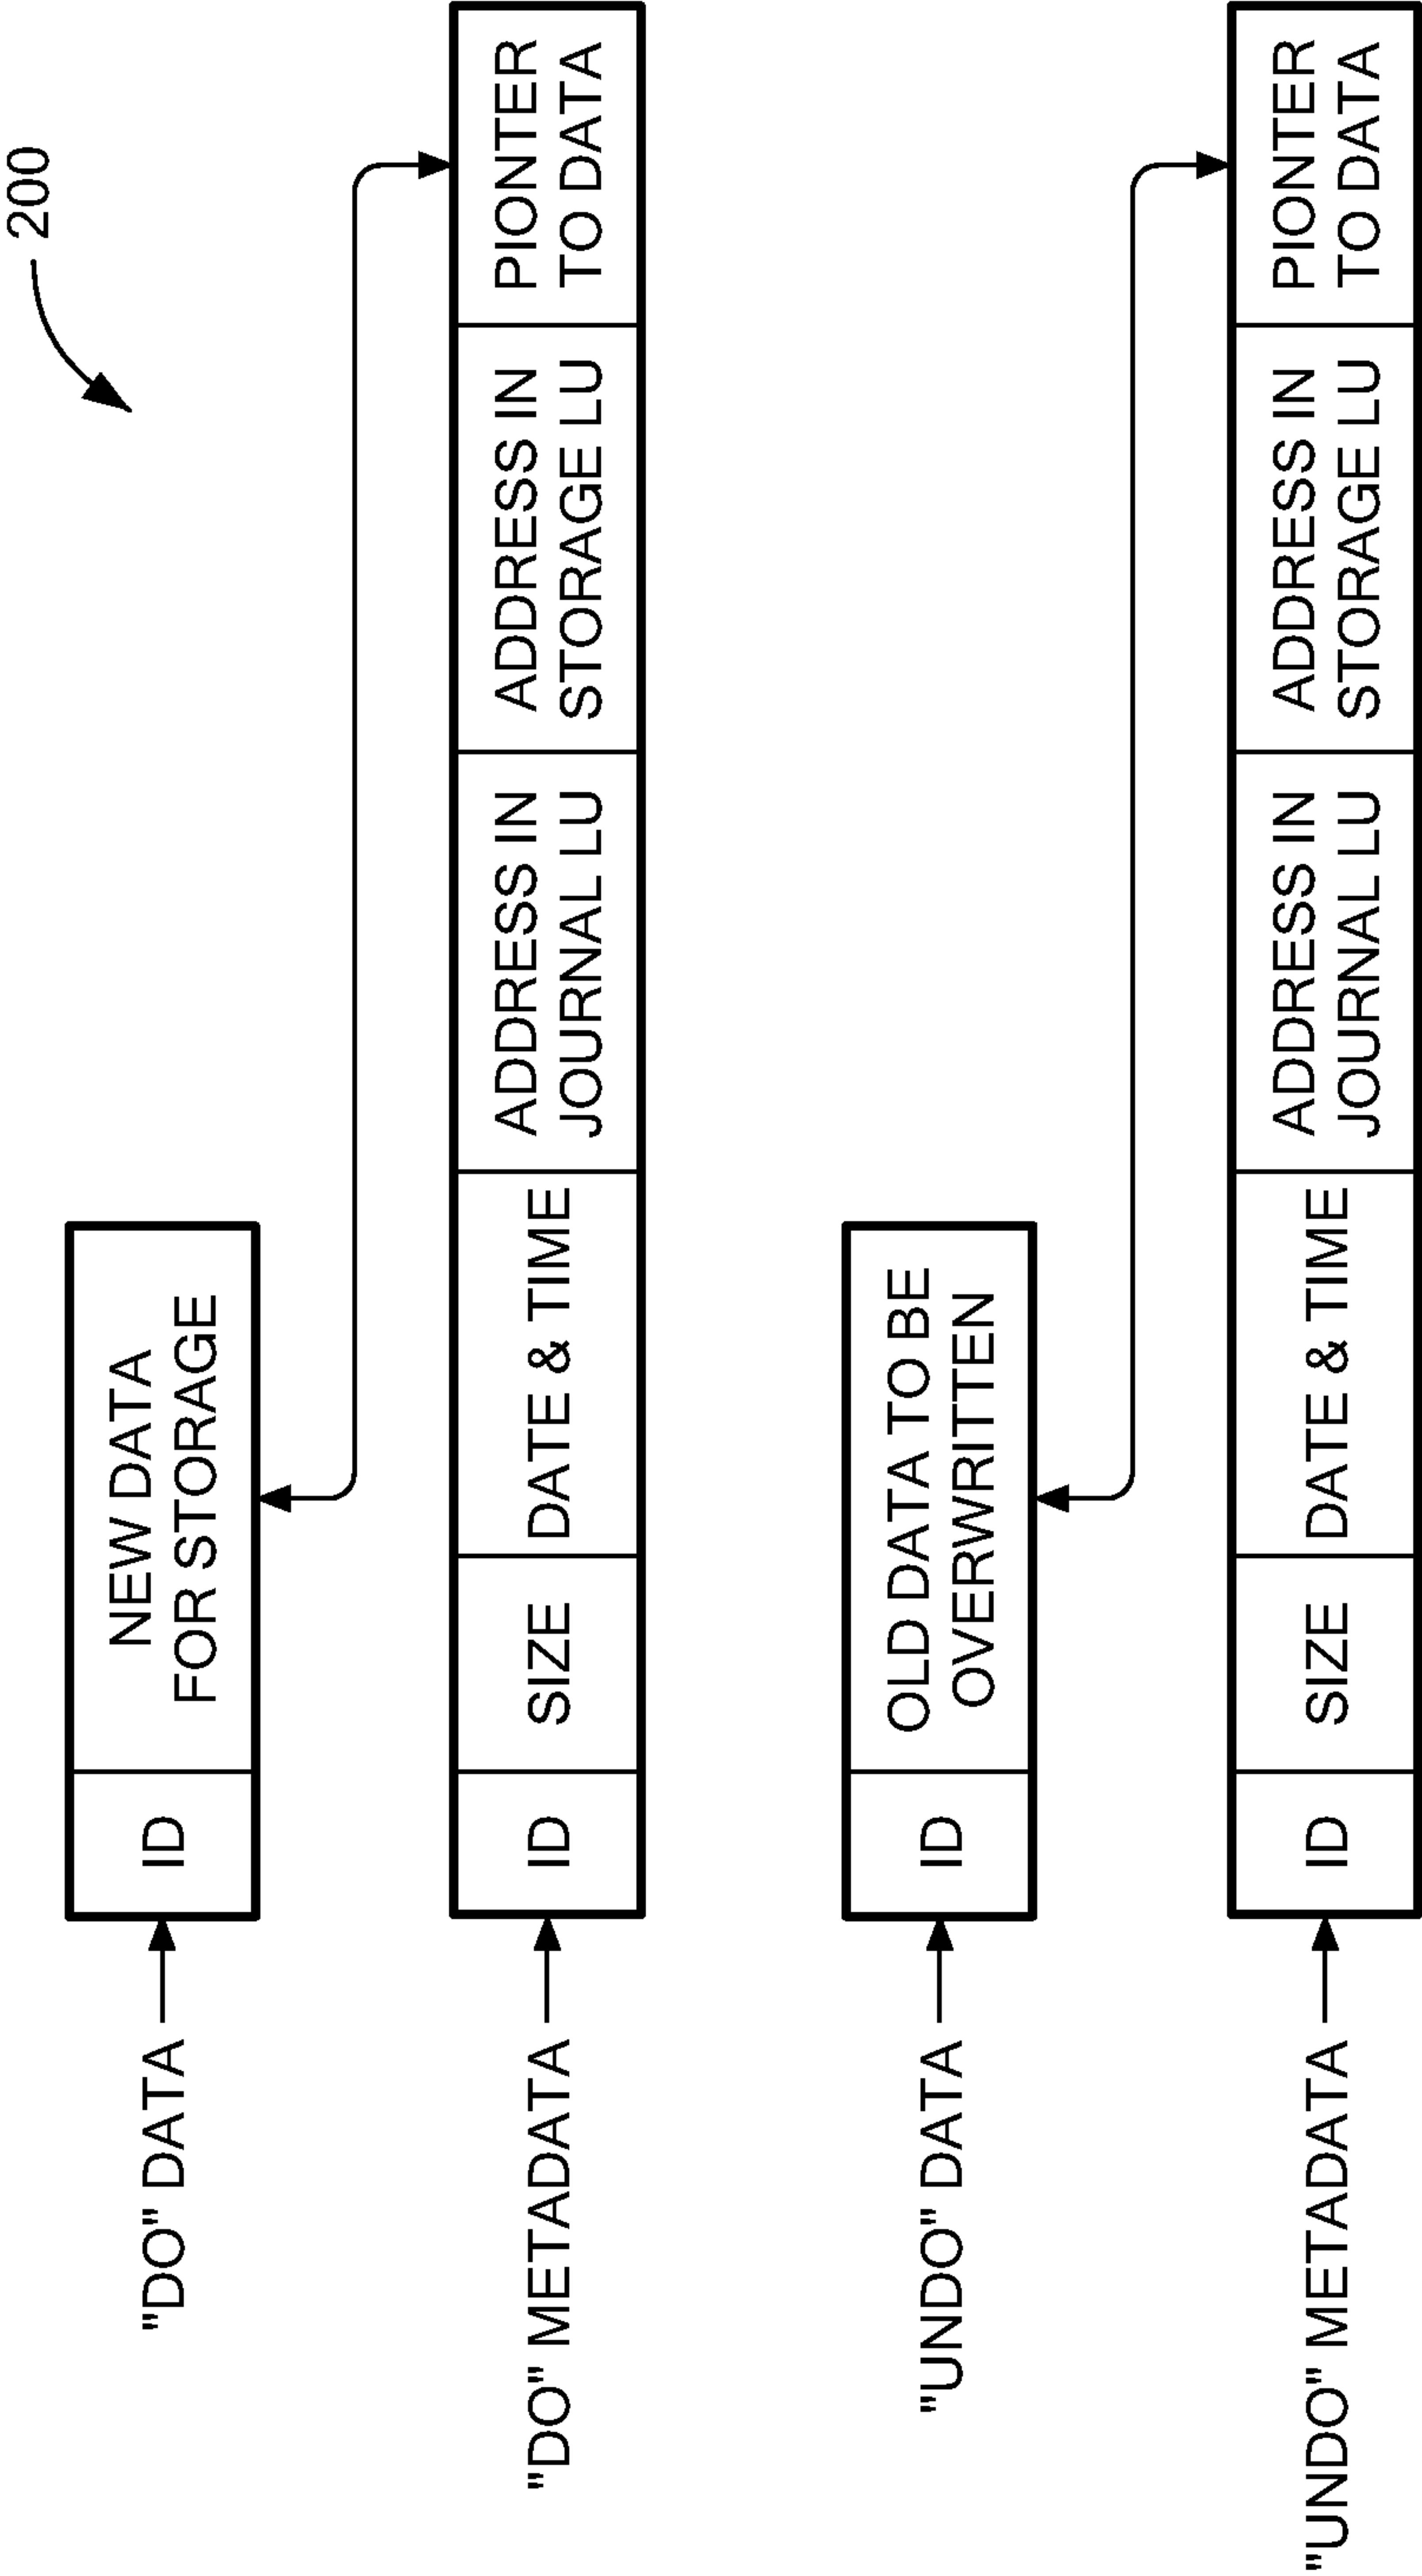 200
"DO" DATA
ID
NEW DATA
FOR STORAGE
"DO" METADATA
ID
SIZE
DATE & TIME
ADDRESS IN
JOURNAL LU
ADDRESS IN
STORAGE LU
PIONTER
TO DATA
"UNDO" DATA
ID
OLD DATA TO BE
OVERWRITTEN
"UNDO" METADATA
ID
SIZE
DATE & TIME
ADDRESS IN
JOURNAL LU
ADDRESS IN
STORAGE LU
PIONTER
TO DATA